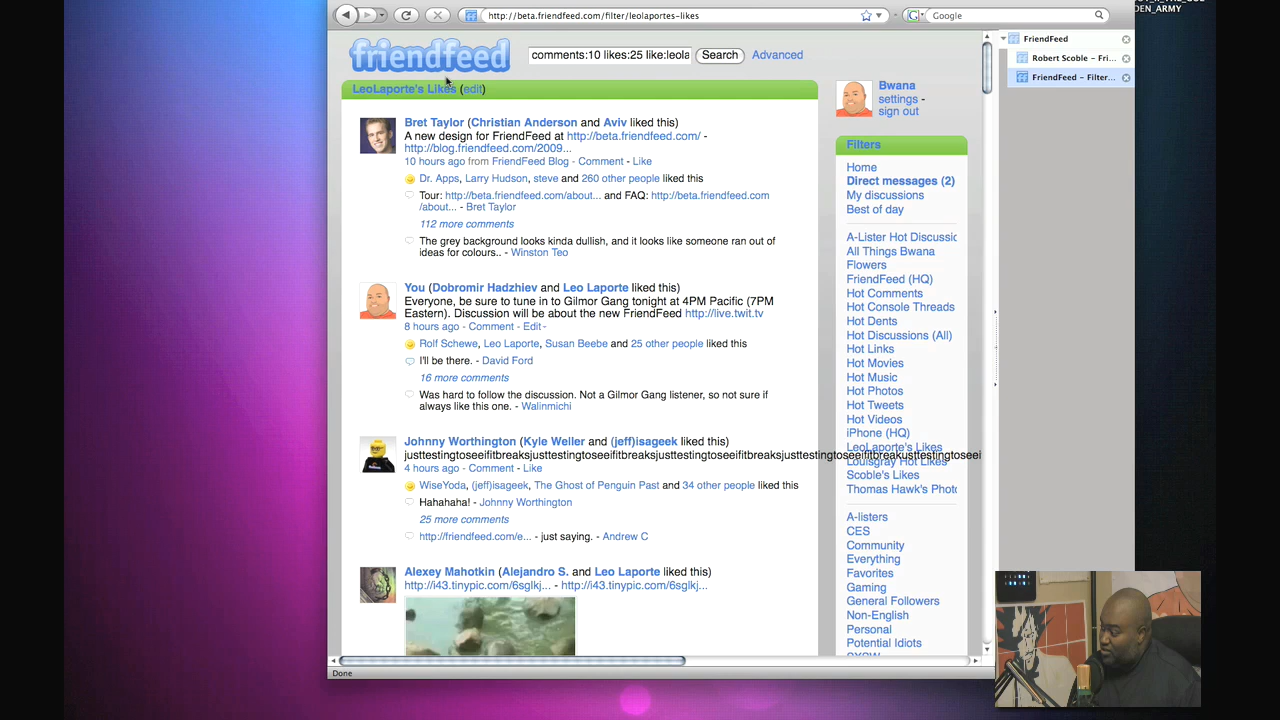 DEN_ARMY
http://beta.friendfeed.com/filter/leolaportes-likes
Google
friendfeed
comments:10 likes:25 like:leola
Search
Advanced
LeoLaporte's Likes (edit)
Bret Taylor (Christian Anderson and Aviv liked this)
A new design for FriendFeed at http://beta.friendfeed.com/ -
http://blog.friendfeed.com/2009...
10 hours ago from FriendFeed Blog - Comment - Like
Dr. Apps, Larry Hudson, steve and 260 other people liked this
Tour: http://beta.friendfeed.com/about... and FAQ: http://beta.friendfeed.com
/about... - Bret Taylor
112 more comments
The grey background looks kinda dullish, and it looks like someone ran out of
ideas for colours.. - Winston Teo
You (Dobromir Hadzhiev and Leo Laporte liked this)
Everyone, be sure to tune in to Gilmor Gang tonight at 4PM Pacific (7PM
Eastern). Discussion will be about the new FriendFeed http://live.twit.tv
8 hours ago - Comment - Edit -
Rolf Schewe, Leo Laporte, Susan Beebe and 25 other people liked this
I'll be there. - David Ford
16 more comments
Was hard to follow the discussion. Not a Gilmor Gang listener, so not sure if
always like this one. - Walinmichi
Johnny Worthington (Kyle Weller and (jeff)isageek liked this)
justtestingtoseeifitbreaksjusttestingtoseeifitbreaksjusttestingtoseeifitbreakjusttestingtoseeifitbreaksjusttestingtoseei
4 hours ago - Comment - Like
WiseYoda, (jeff)isageek, The Ghost of Penguin Past and 34 other people liked this
Hahahaha! - Johnny Worthington
25 more comments
http://friendfeed.com/e... - just saying. - Andrew C
Alexey Mahotkin (Alejandro S. and Leo Laporte liked this)
http://i43.tinypic.com/6sglkj... - http://i43.tinypic.com/6sglkj...
Done
Bwana
settings -
sign out
Filters
Home
Direct messages (2)
My discussions
Best of day
A-Lister Hot Discussic
All Things Bwana
Flowers
FriendFeed (HQ)
Hot Comments
Hot Console Threads
Hot Dents
Hot Discussions (All)
Hot Links
Hot Movies
Hot Music
Hot Photos
Hot Tweets
Hot Videos
iPhone (HQ)
LeoLaporte's Likes
Louisgray Hot Likes
Scoble's Likes
Thomas Hawk's Photo
A-listers
CES
Community
Everything
Favorites
Gaming
General Followers
Non-English
Personal
Potential Idiots
FriendFeed
Robert Scoble – Fri...
FriendFeed – Filter...